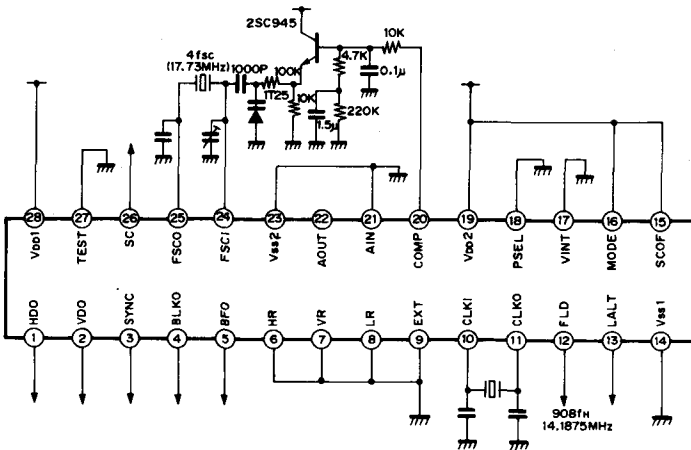 2SC945
10K
4fsc
(17.73MHz)
1000P
100K
4.7K
0.1μ
1T25
10K
220K
1.5μ
28
27
26
25
24
23
22
21
20
19
18
17
16
15
VDD1
TEST
SC
FSCO
FSCI
VSS2
AOUT
AIN
COMP
VDD2
PSEL
VINT
MODE
SCOF
HDO
VDO
SYNC
BLKO
BFO
HR
VR
LR
EXT
CLKI
CLKO
FLD
LALT
VSS1
1
2
3
4
5
6
7
8
9
10
11
12
13
14
908fH
14.1875MHz